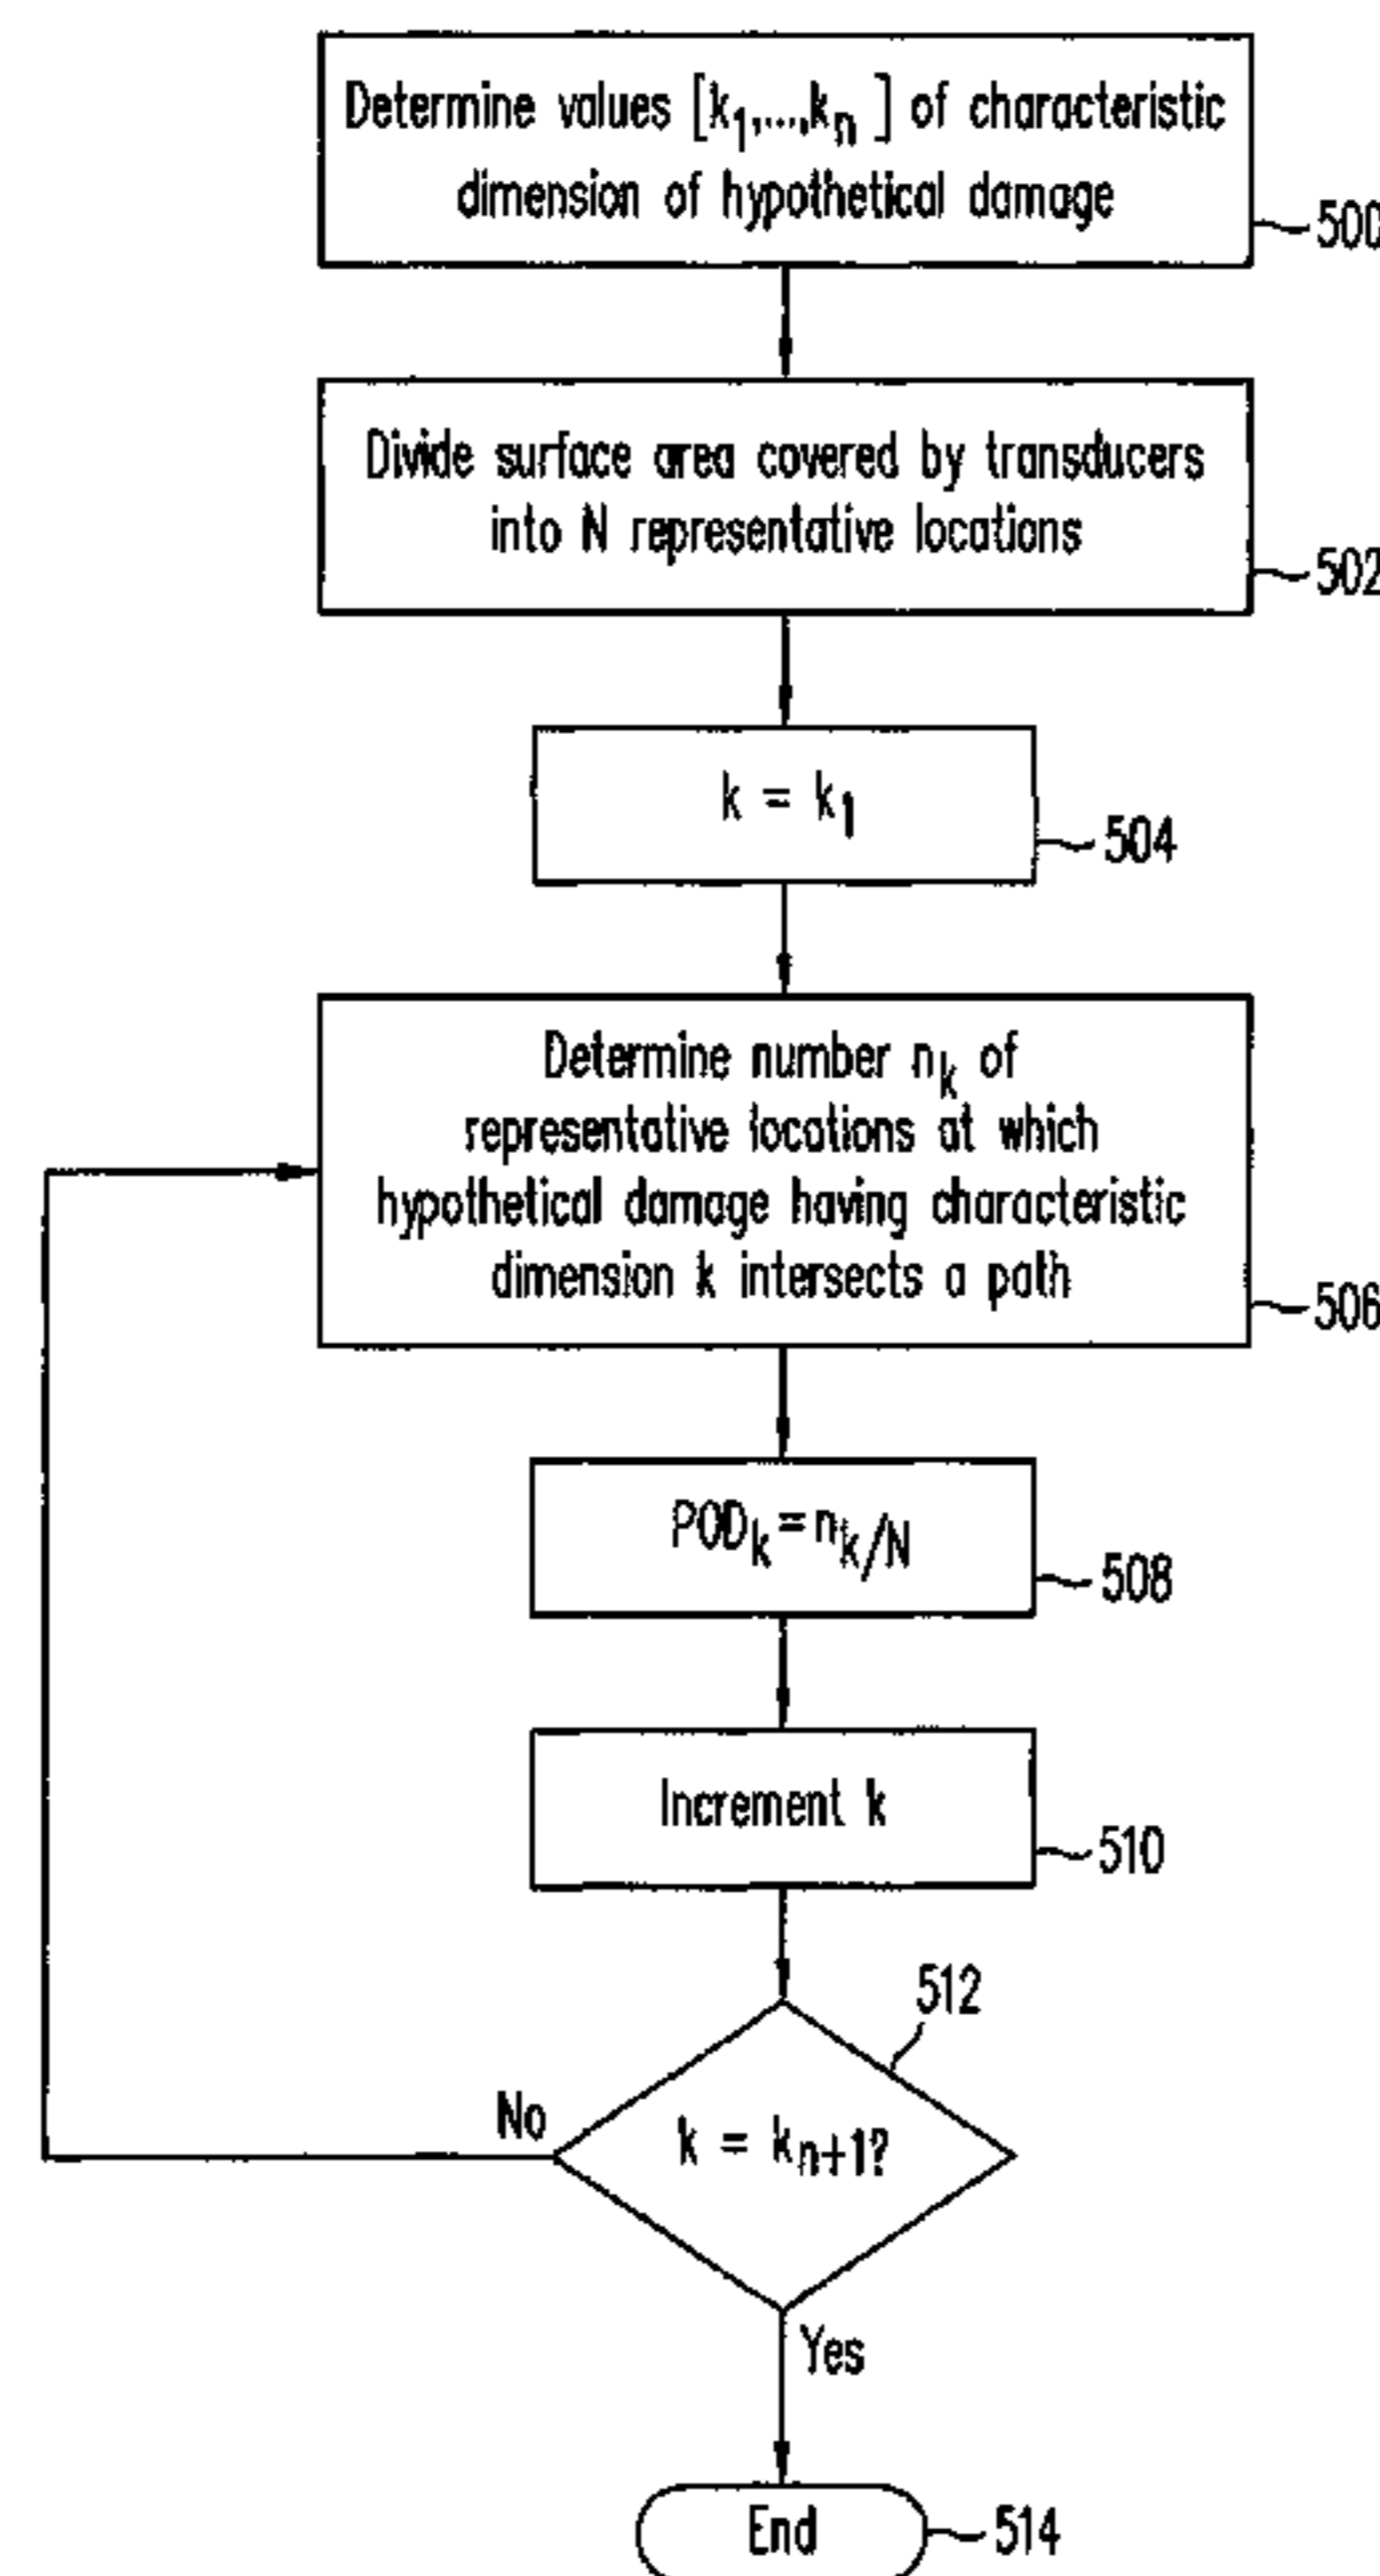 Determine values [k1,...,kn] of characteristic
dimension of hypothetical damage
500
Divide surface area covered by transducers
into N representative locations
502
k = k1
504
Determine number nk of
representative locations at which
hypothetical damage having characteristic
dimension k intersects a path
506
PODk=nk/N
508
Increment k
510
512
No
k = kn+1?
Yes
End
514